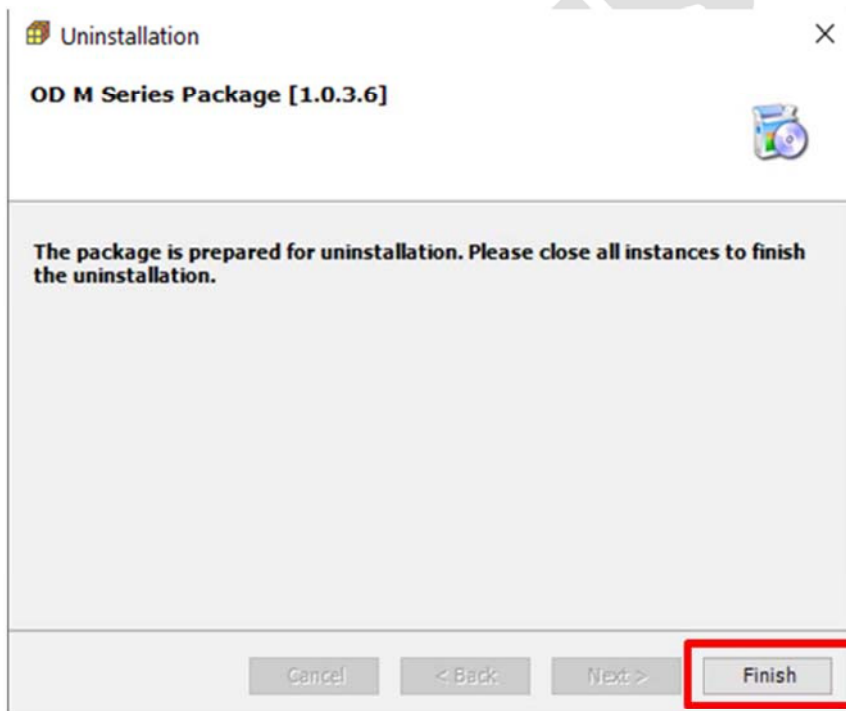 Uninstallation
OD M Series Package [1.0.3.6]
The package is prepared for uninstallation. Please close all instances to finish
the uninstallation.
Cancel < Back Next > Finish